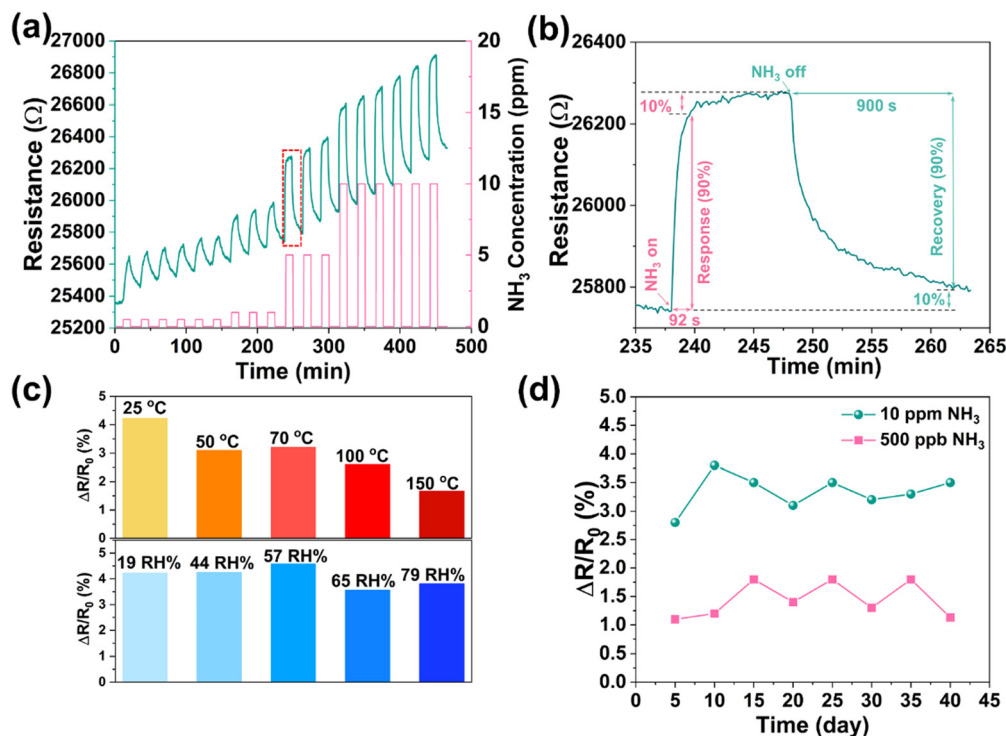 (a)
27000
26800
26600
26400
26200
26000
25800
25600
25400
25200
Resistance (Ω)
0 100 200 300 400 500
Time (min)
20
15
10
5
0
NH₃ Concentration (ppm)
(b)
26400
26200
26000
25800
Resistance (Ω)
NH₃ off
10%
900 s
Response (90%)
Recovery (90%)
NH₃ on
92 s
10%
235 240 245 250 255 260 265
Time (min)
(c)
5
4
3
2
1
0
ΔR/R₀ (%)
25 °C
50 °C
70 °C
100 °C
150 °C
5
4
3
2
1
0
ΔR/R₀ (%)
19 RH%
44 RH%
57 RH%
65 RH%
79 RH%
(d)
5.0
4.5
4.0
3.5
3.0
2.5
2.0
1.5
1.0
0.5
0.0
ΔR/R₀ (%)
10 ppm NH₃
500 ppb NH₃
0 5 10 15 20 25 30 35 40 45
Time (day)